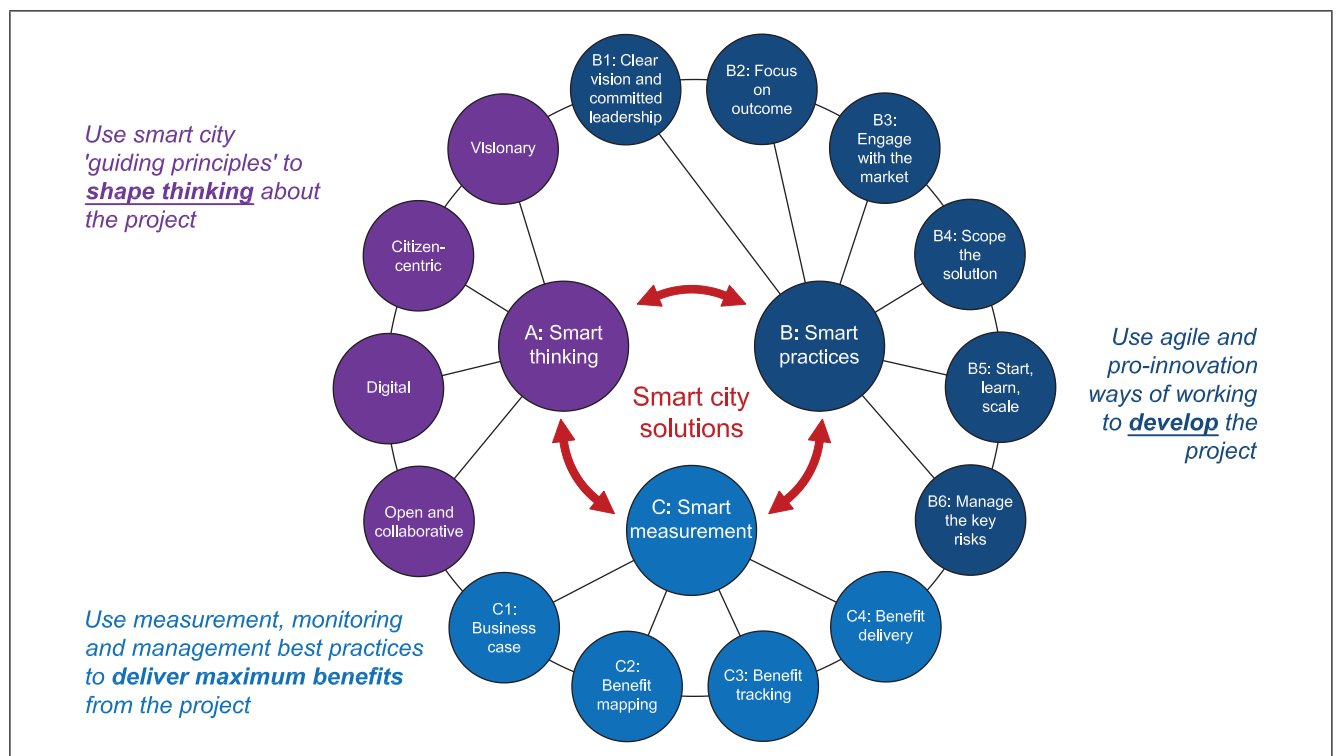 Use smart city
'guiding principles' to
shape thinking about
the project
B1: Clear
vision and
committed
leadership
B2: Focus
on
outcome
B3:
Engage
with the
market
B4: Scope
the
solution
B5: Start,
learn,
scale
B6: Manage
the key
risks
VIsIonary
Citizen-
centric
Digital
Open and
collaborative
A: Smart
thinking
B: Smart
practices
Smart city
solutions
C: Smart
measurement
Use agile and
pro-innovation
ways of working
to develop the
project
C1:
Business
case
C2:
Benefit
mapping
C3: Benefit
tracking
C4: Benefit
delivery
Use measurement, monitoring
and management best practices
to deliver maximum benefits
from the project